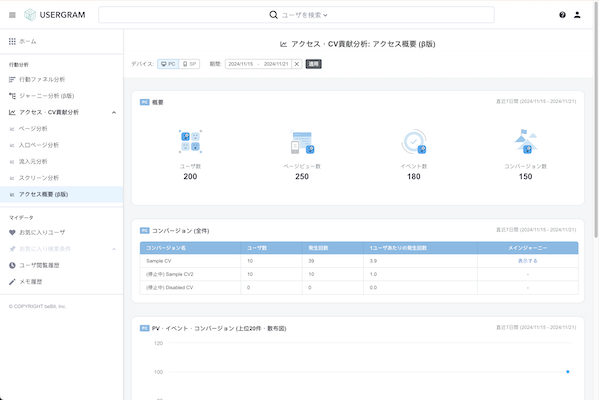 USERGRAM
ユーザを検索
ホーム
行動分析
行動ファネル分析
ジャーニー分析 (β版)
アクセス・CV貢献分析
ページ分析
入口ページ分析
流入元分析
スクリーン分析
アクセス概要 (β版)
マイデータ
お気に入りユーザ
お気に入り検索条件
ユーザ閲覧履歴
メモ履歴
© COPYRIGHT beBit, Inc.
アクセス・CV貢献分析: アクセス概要 (β版)
デバイス: PC SP 期間: 2024/11/15 - 2024/11/21 適用
PC 概要 直近7日間 (2024/11/15 - 2024/11/21)
ユーザ数 ページビュー数 イベント数 コンバージョン数
200 250 180 150
PC コンバージョン (全件) 直近7日間 (2024/11/15 - 2024/11/21)
コンバージョン名 ユーザ数 発生回数 1ユーザあたりの発生回数 メインジャーニー
Sample CV 10 39 3.9 表示する
(停止中) Sample CV2 10 10 1.0 -
(停止中) Disabled CV 0 0 0.0 -
PC PV・イベント・コンバージョン (上位20件・散布図) 直近7日間 (2024/11/15 - 2024/11/21)
120
100
80